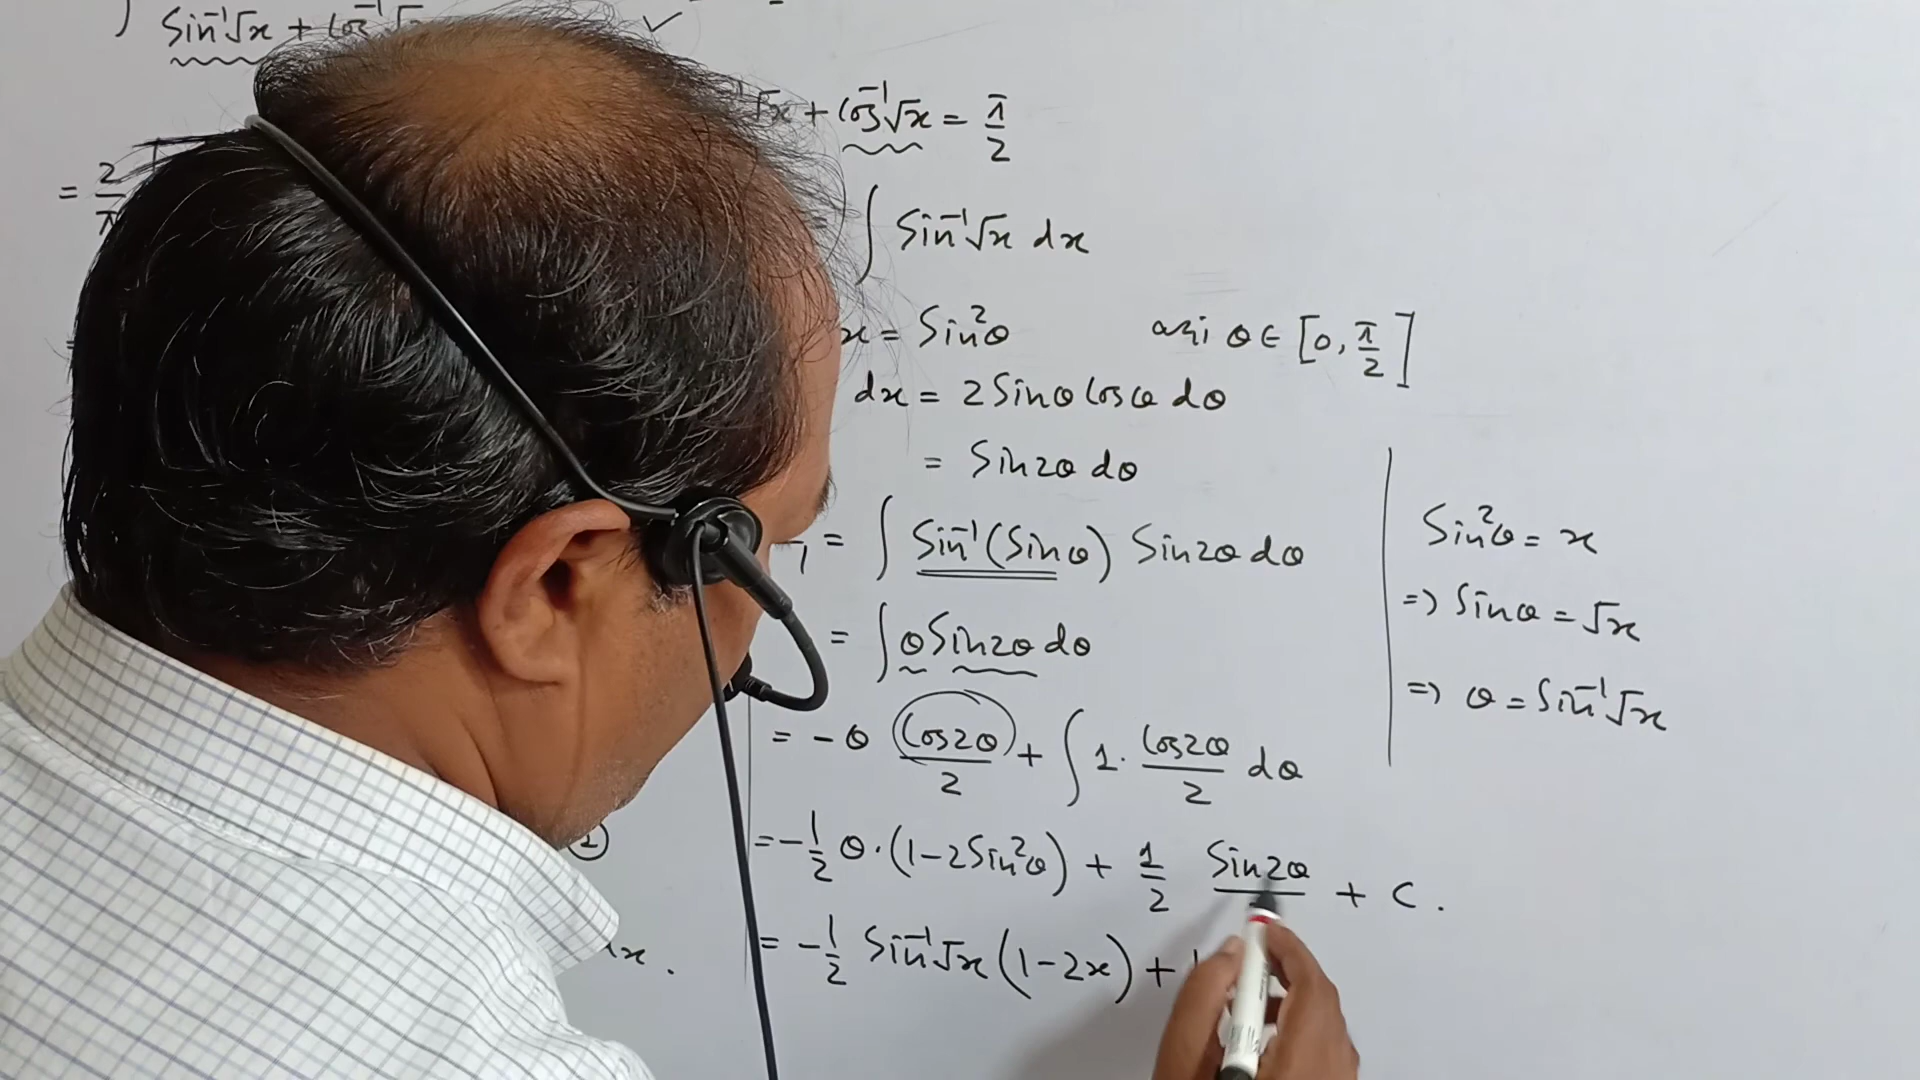 ∫ Sin⁻¹√x + Cos⁻¹√x ✓
⁻¹√x + Cos⁻¹√x = π/2
= 2/π
= ∫ Sin⁻¹√x dx
x = Sin²θ
θ ∈ [0, π/2]
dx = 2 Sinθ Cosθ dθ
= Sin2θ dθ
= ∫ Sin⁻¹(Sinθ) Sin2θ dθ
= ∫ θ Sin2θ dθ
= -θ Cos2θ/2 + ∫ 1. Cos2θ/2 dθ
= -1/2 θ.(1-2Sin²θ) + 1/2 Sin2θ + C.
= -1/2 Sin⁻¹√x (1-2x) +
Sin²θ = x
=> Sinθ = √x
=> θ = Sin⁻¹√x
dx.